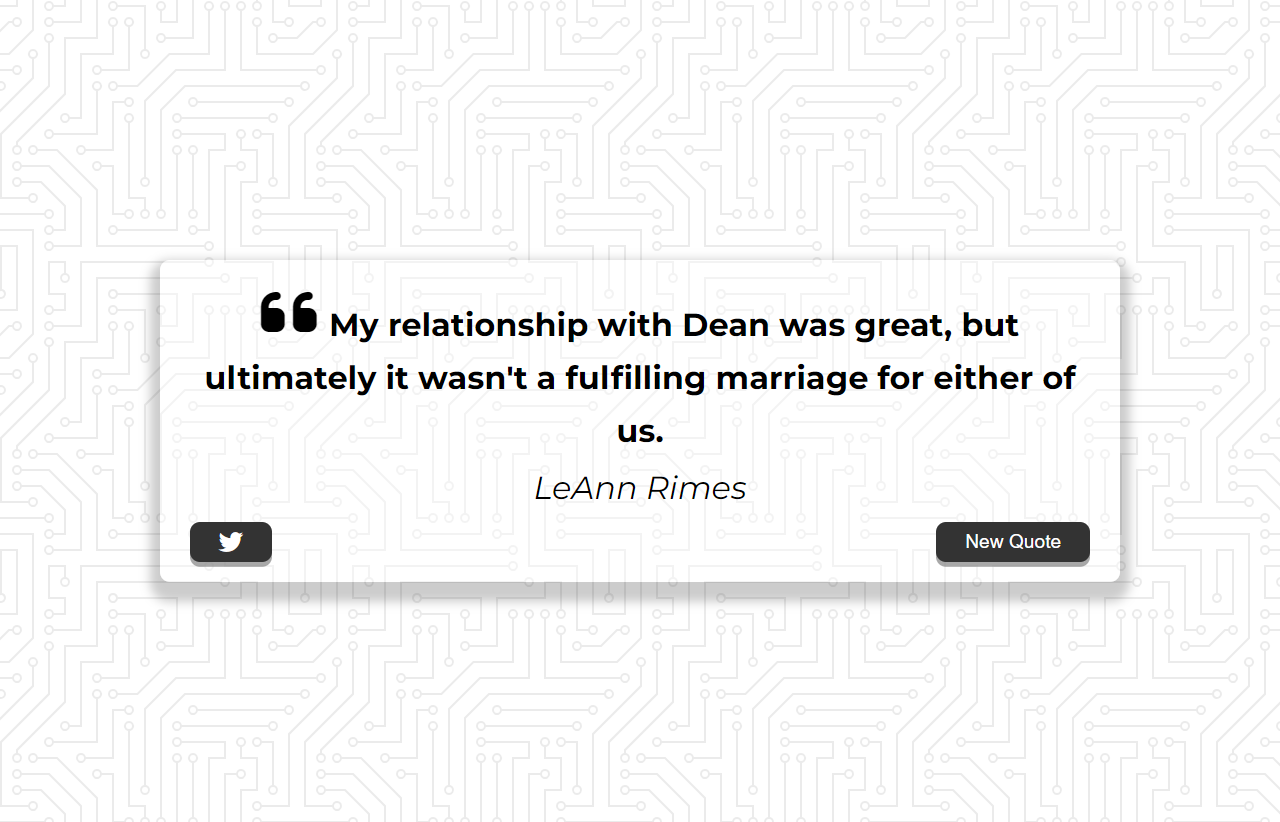 My relationship with Dean was great, but
ultimately it wasn't a fulfilling marriage for either of
us.
LeAnn Rimes
New Quote